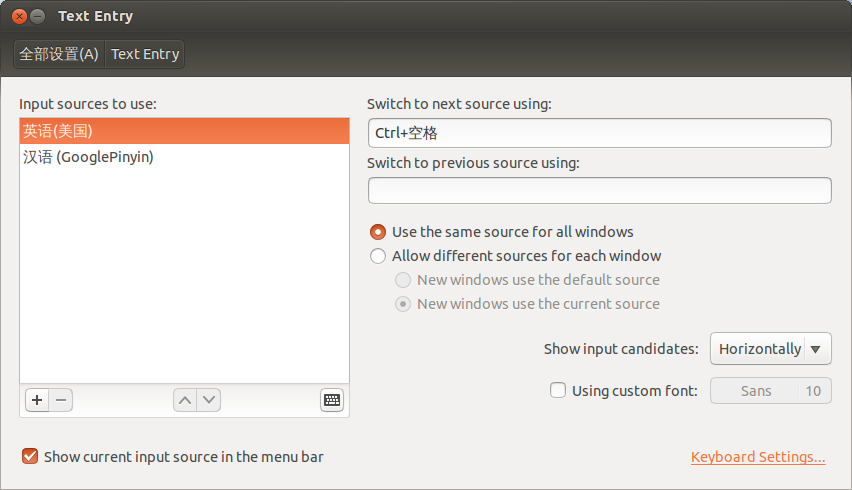 Text Entry
全部设置(A) Text Entry
Input sources to use:
英语(美国)
汉语 (GooglePinyin)
Switch to next source using:
Ctrl+空格
Switch to previous source using:
Use the same source for all windows
Allow different sources for each window
New windows use the default source
New windows use the current source
Show input candidates: Horizontally
Using custom font: Sans 10
Show current input source in the menu bar
Keyboard Settings...